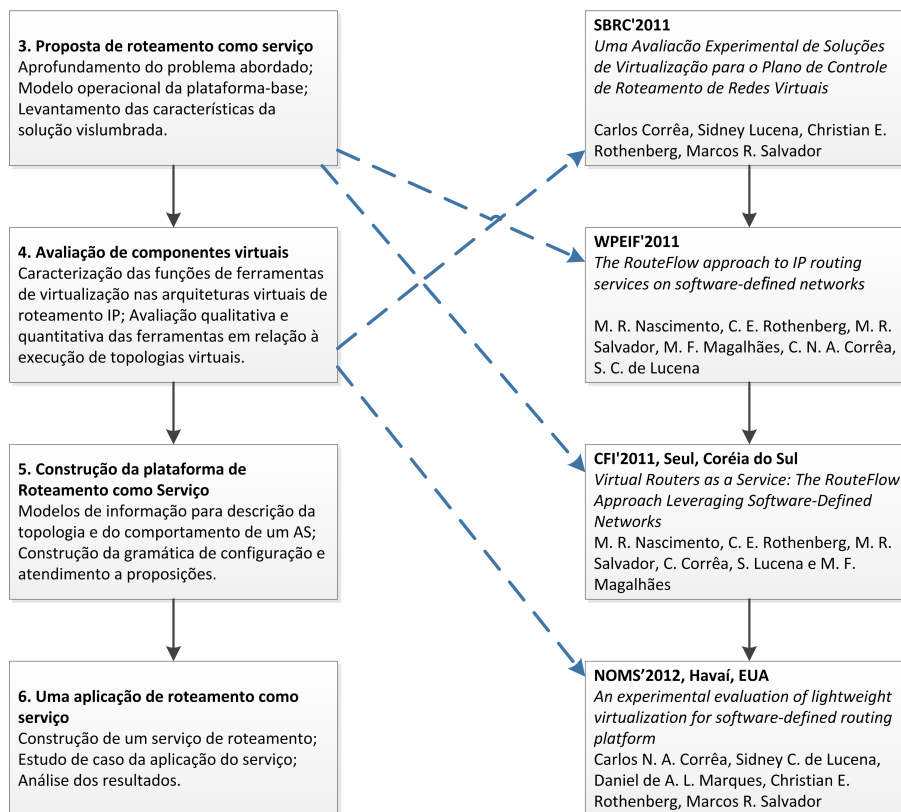 3. Proposta de roteamento como serviço
Aprofundamento do problema abordado;
Modelo operacional da plataforma-base;
Levantamento das características da
solução vislumbrada.
4. Avaliação de componentes virtuais
Caracterização das funções de ferramentas
de virtualização nas arquiteturas virtuais de
roteamento IP; Avaliação qualitativa e
quantitativa das ferramentas em relação à
execução de topologias virtuais.
5. Construção da plataforma de
Roteamento como Serviço
Modelos de informação para descrição da
topologia e do comportamento de um AS;
Construção da gramática de configuração e
atendimento a proposições.
6. Uma aplicação de roteamento como
serviço
Construção de um serviço de roteamento;
Estudo de caso da aplicação do serviço;
Análise dos resultados.
SBRC'2011
Uma Avaliacão Experimental de Soluções
de Virtualização para o Plano de Controle
de Roteamento de Redes Virtuais
Carlos Corrêa, Sidney Lucena, Christian E.
Rothenberg, Marcos R. Salvador
WPEIF'2011
The RouteFlow approach to IP routing
services on software-defined networks
M. R. Nascimento, C. E. Rothenberg, M. R.
Salvador, M. F. Magalhães, C. N. A. Corrêa,
S. C. de Lucena
CFI'2011, Seul, Coréia do Sul
Virtual Routers as a Service: The RouteFlow
Approach Leveraging Software-Defined
Networks
M. R. Nascimento, C. E. Rothenberg, M. R.
Salvador, C. Corrêa, S. Lucena e M. F.
Magalhães
NOMS’2012, Havaí, EUA
An experimental evaluation of lightweight
virtualization for software-defined routing
platform
Carlos N. A. Corrêa, Sidney C. de Lucena,
Daniel de A. L. Marques, Christian E.
Rothenberg, Marcos R. Salvador